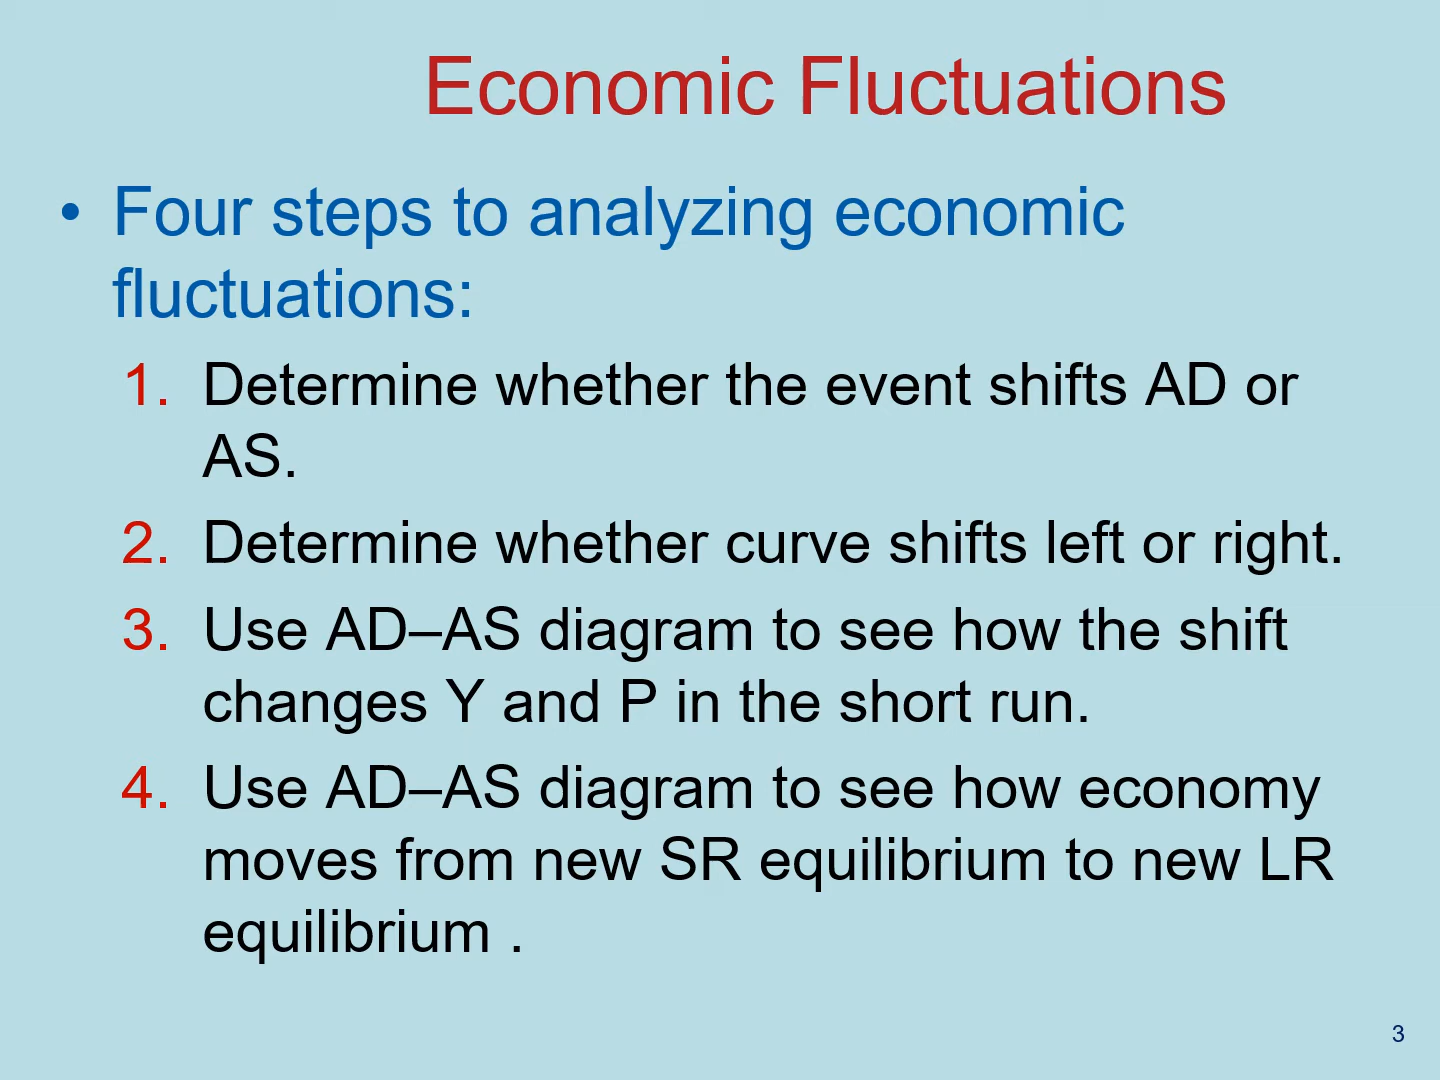 Economic Fluctuations
• Four steps to analyzing economic
fluctuations:
1. Determine whether the event shifts AD or
AS.
2. Determine whether curve shifts left or right.
3. Use AD–AS diagram to see how the shift
changes Y and P in the short run.
4. Use AD–AS diagram to see how economy
moves from new SR equilibrium to new LR
equilibrium .
3